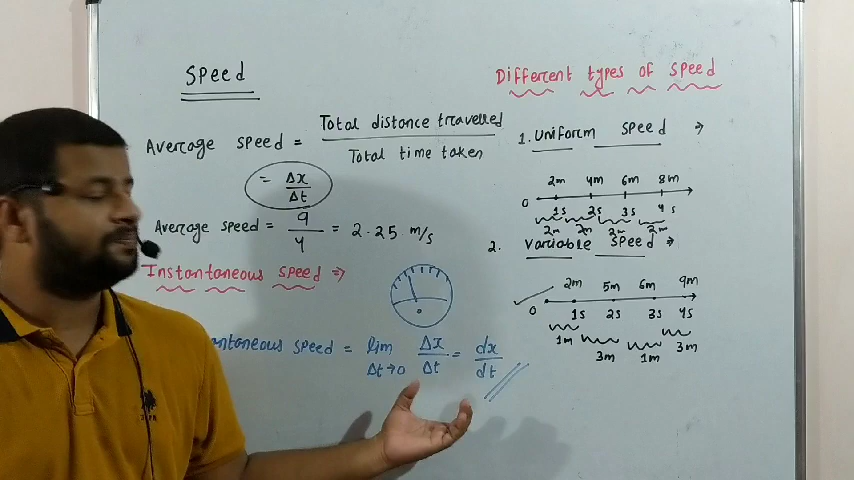 Speed
Average speed = Total distance travelled / Total time taken
= Δx / Δt
Average speed = 9 / 4 = 2.25 m/s
Instantaneous speed ⇒
ntaneous speed = lim Δt→0 Δx / Δt = dx / dt
Different types of speed
1. Uniform speed ⇒
2m 4m 6m 8m
0 1s 2s 3s 4s
2m 2m 2m 2m
2. Variable speed ⇒
2m 5m 6m 9m
0 1s 2s 3s 4s
1m 3m 1m 3m